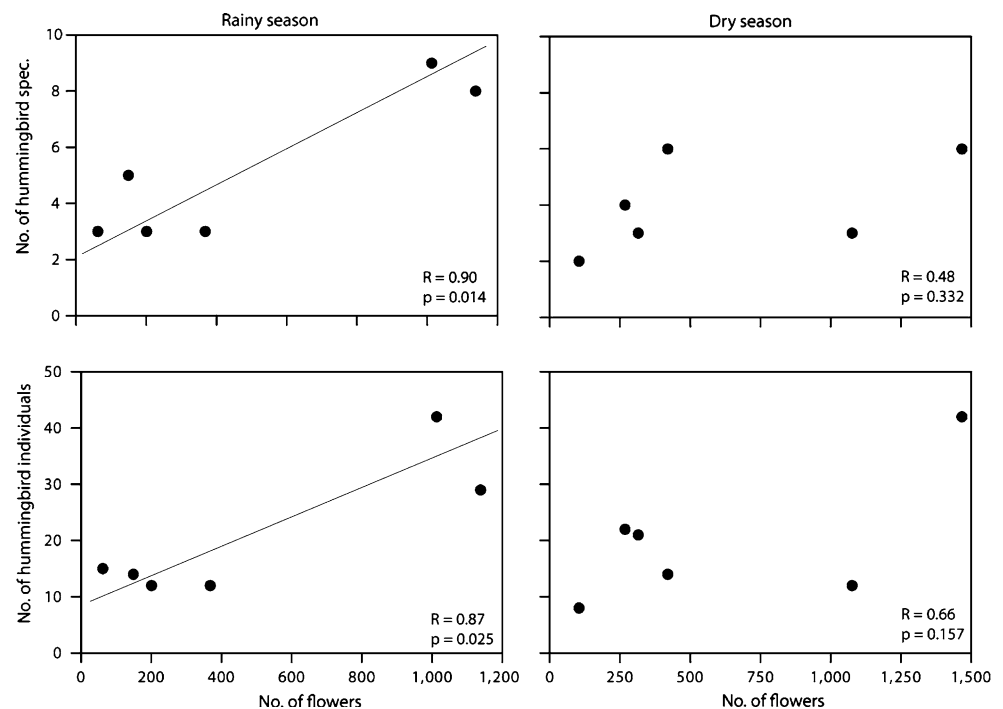 Rainy season
Dry season
No. of hummingbird spec.
10
8
6
4
2
0
R = 0.90
p = 0.014
R = 0.48
p = 0.332
No. of hummingbird individuals
50
40
30
20
10
0
R = 0.87
p = 0.025
R = 0.66
p = 0.157
0 200 400 600 800 1,000 1,200
0 250 500 750 1,000 1,250 1,500
No. of flowers
No. of flowers